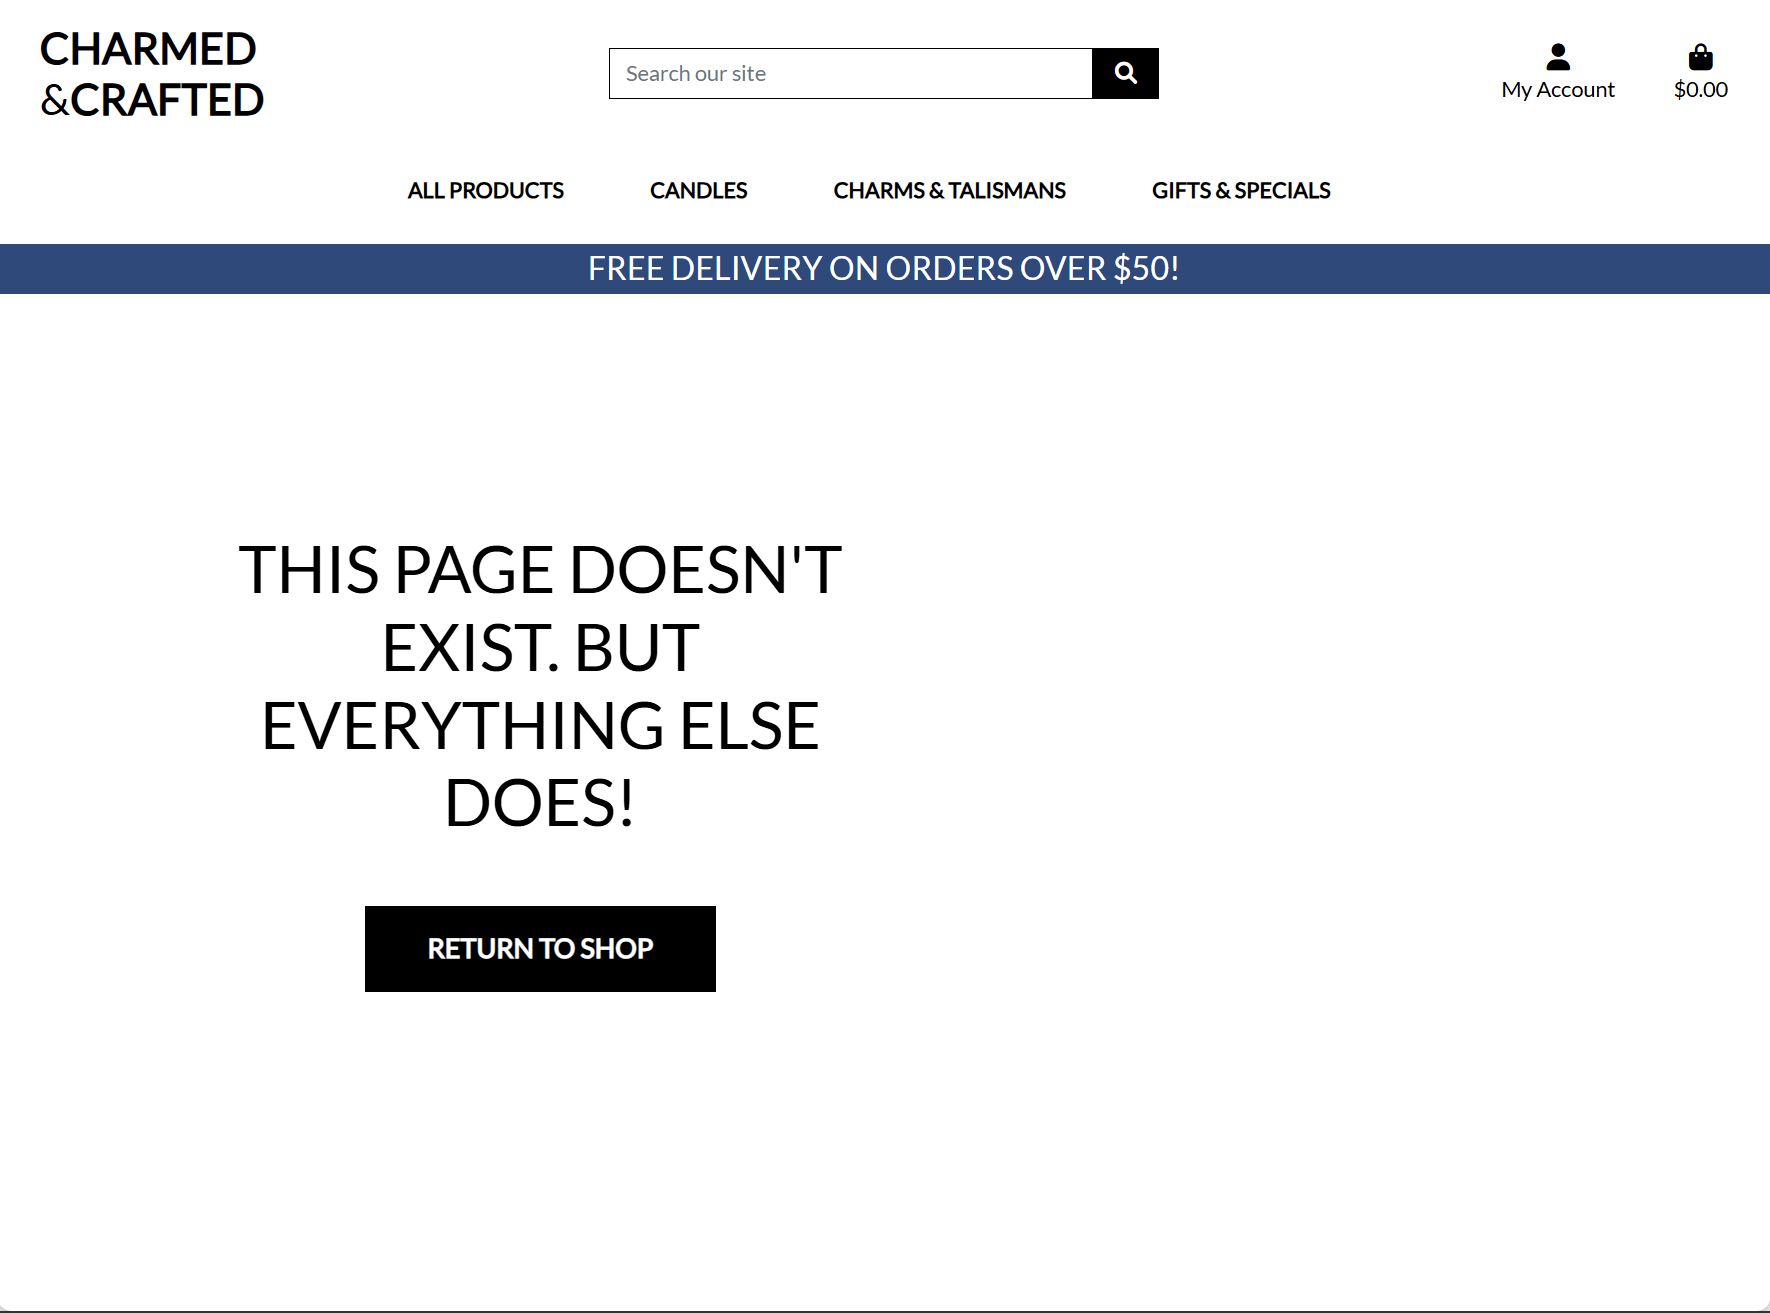 CHARMED
&CRAFTED
Search our site
My Account
$0.00
ALL PRODUCTS
CANDLES
CHARMS & TALISMANS
GIFTS & SPECIALS
FREE DELIVERY ON ORDERS OVER $50!
THIS PAGE DOESN'T
EXIST. BUT
EVERYTHING ELSE
DOES!
RETURN TO SHOP